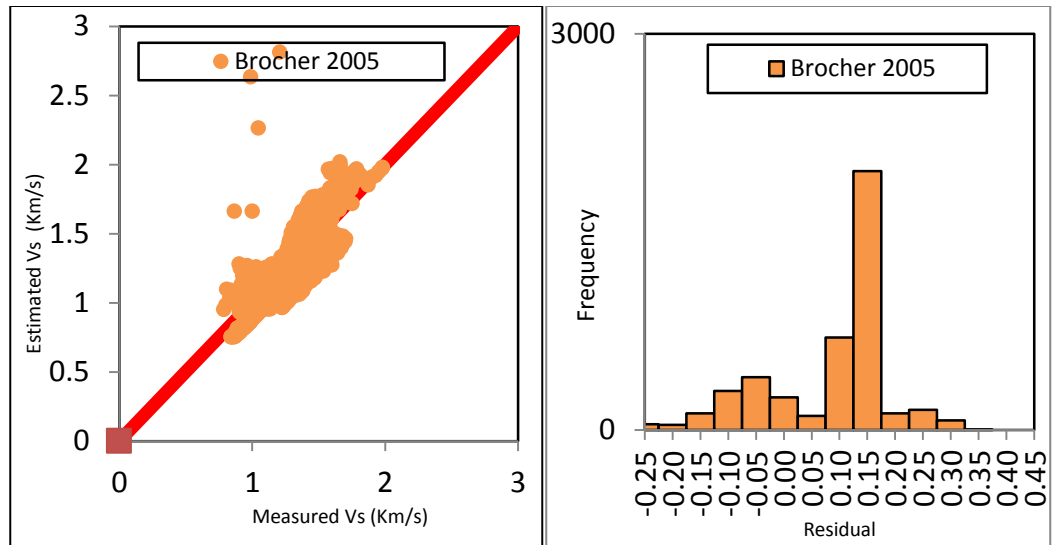 Brocher 2005
3
2.5
2
1.5
1
0.5
0
0 1 2 3
Estimated Vs (Km/s)
Measured Vs (Km/s)
Brocher 2005
3000
0
Frequency
-0.25 -0.20 -0.15 -0.10 -0.05 0.00 0.05 0.10 0.15 0.20 0.25 0.30 0.35 0.40 0.45
Residual